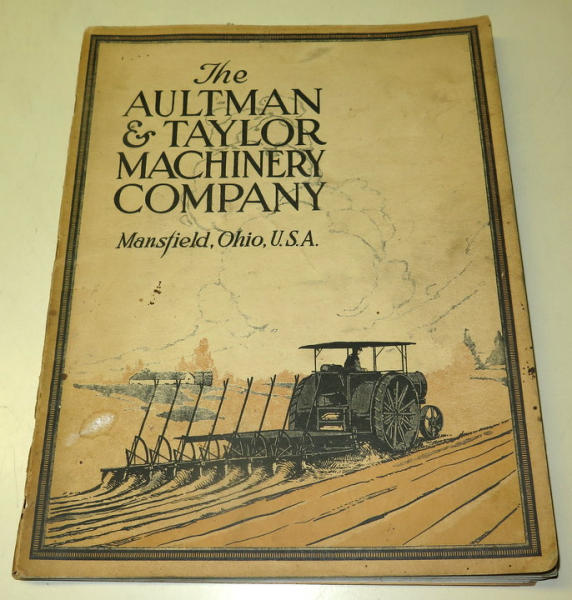 The
AULTMAN
& TAYLOR
MACHINERY
COMPANY
Mansfield, Ohio, U.S.A.